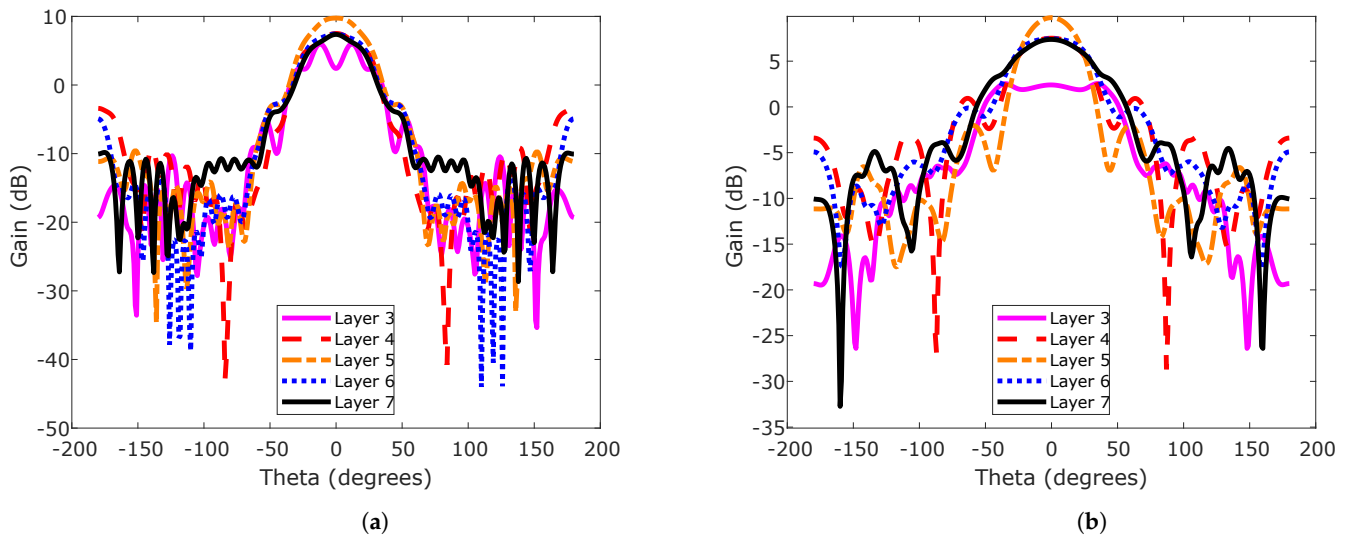 10
0
-10
-20
-30
-40
-50
Gain (dB)
-200 -150 -100 -50 0 50 100 150 200
Theta (degrees)
Layer 3
Layer 4
Layer 5
Layer 6
Layer 7
(a)
5
0
-5
-10
-15
-20
-25
-30
-35
Gain (dB)
-200 -150 -100 -50 0 50 100 150 200
Theta (degrees)
Layer 3
Layer 4
Layer 5
Layer 6
Layer 7
(b)